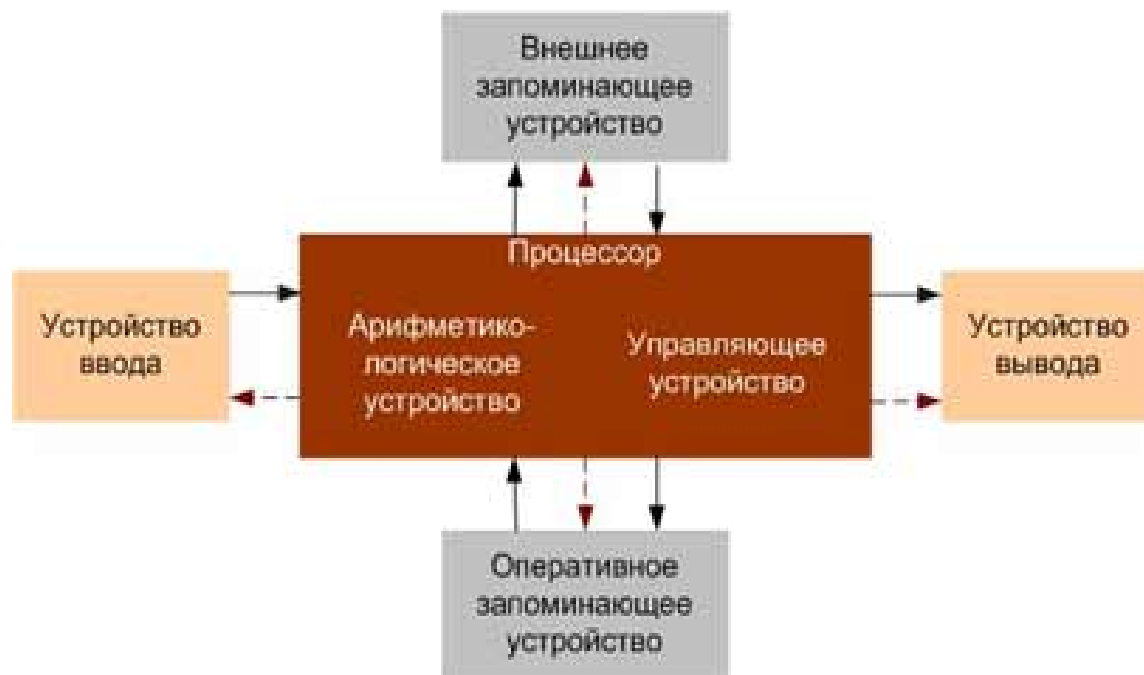 Внешнее
запоминающее
устройство
Процессор
Устройство
ввода
Арифметико-
логическое
устройство
Управляющее
устройство
Устройство
вывода
Оперативное
запоминающее
устройство